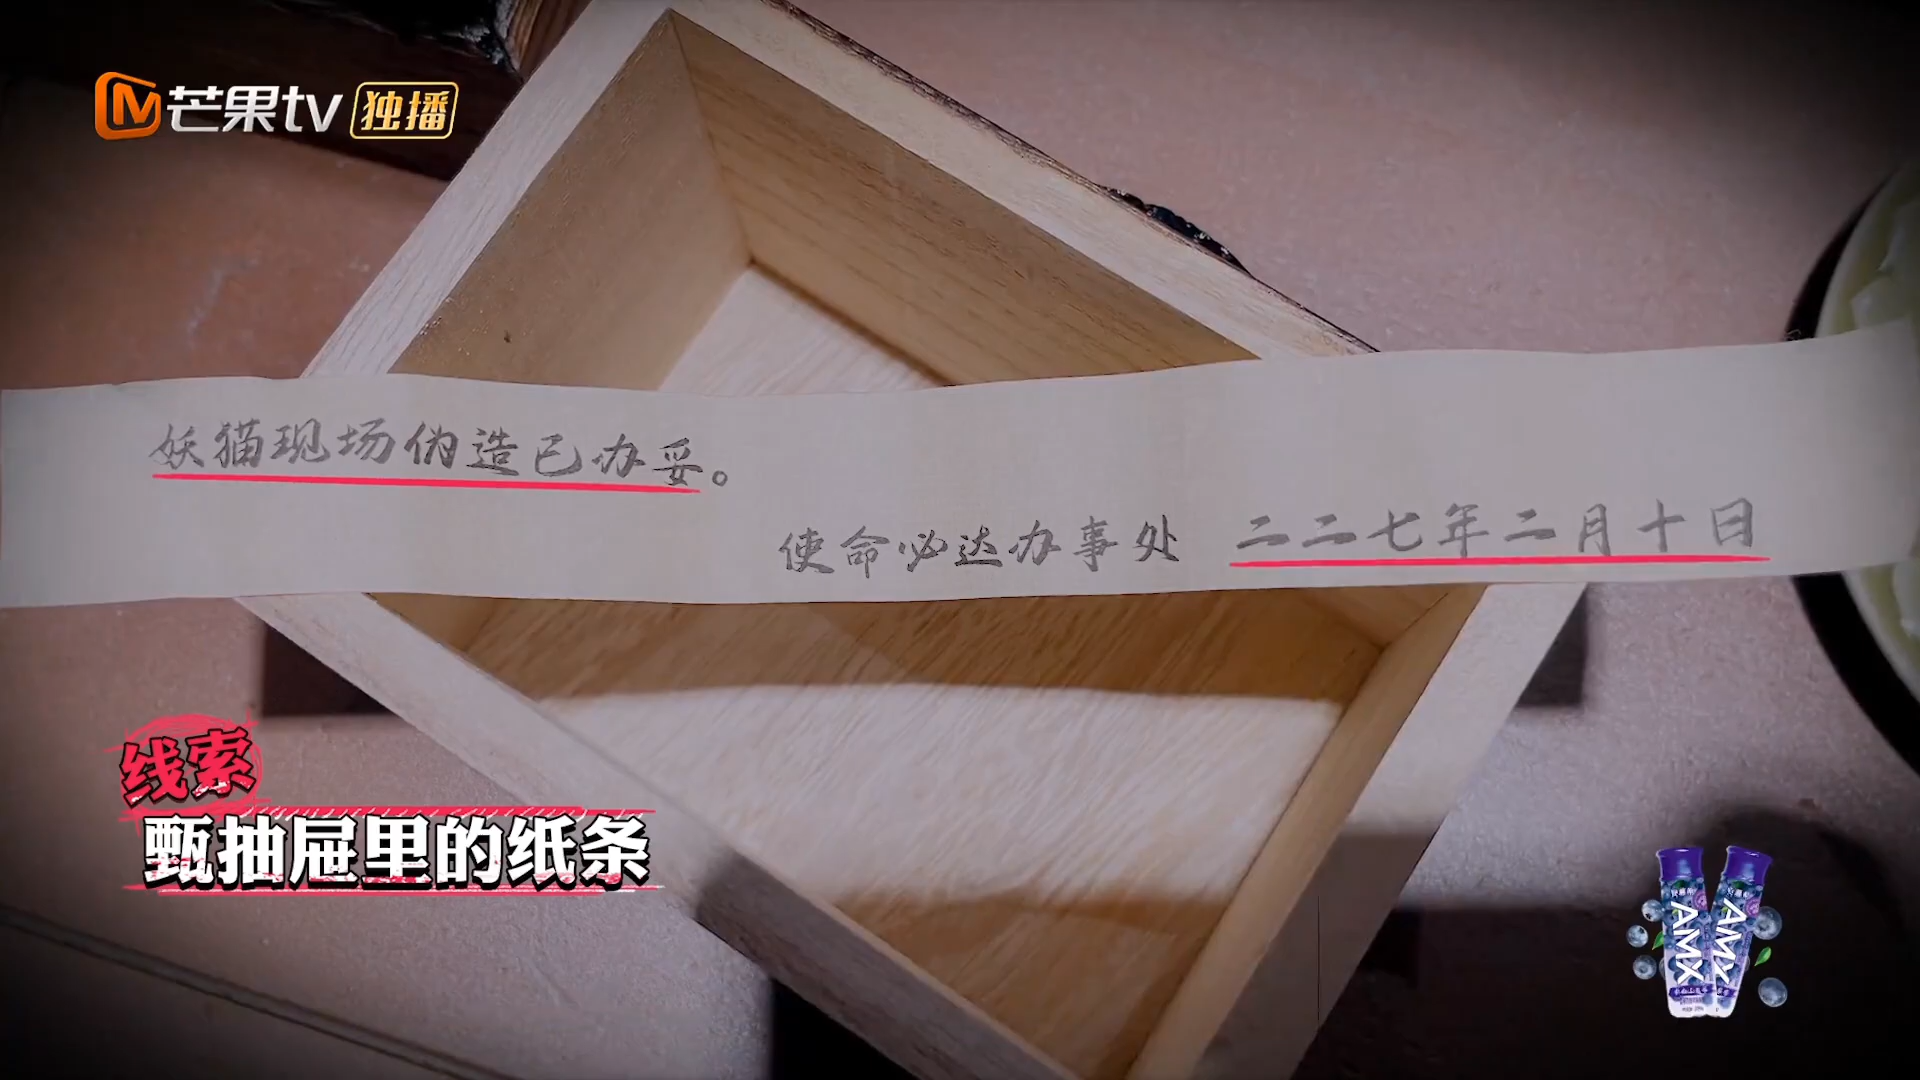 芒果tv 独播
妖猫现场伪造已办妥。
使命必达办事处 二二七年二月十日
线索
甄抽屉里的纸条
AMX AMX